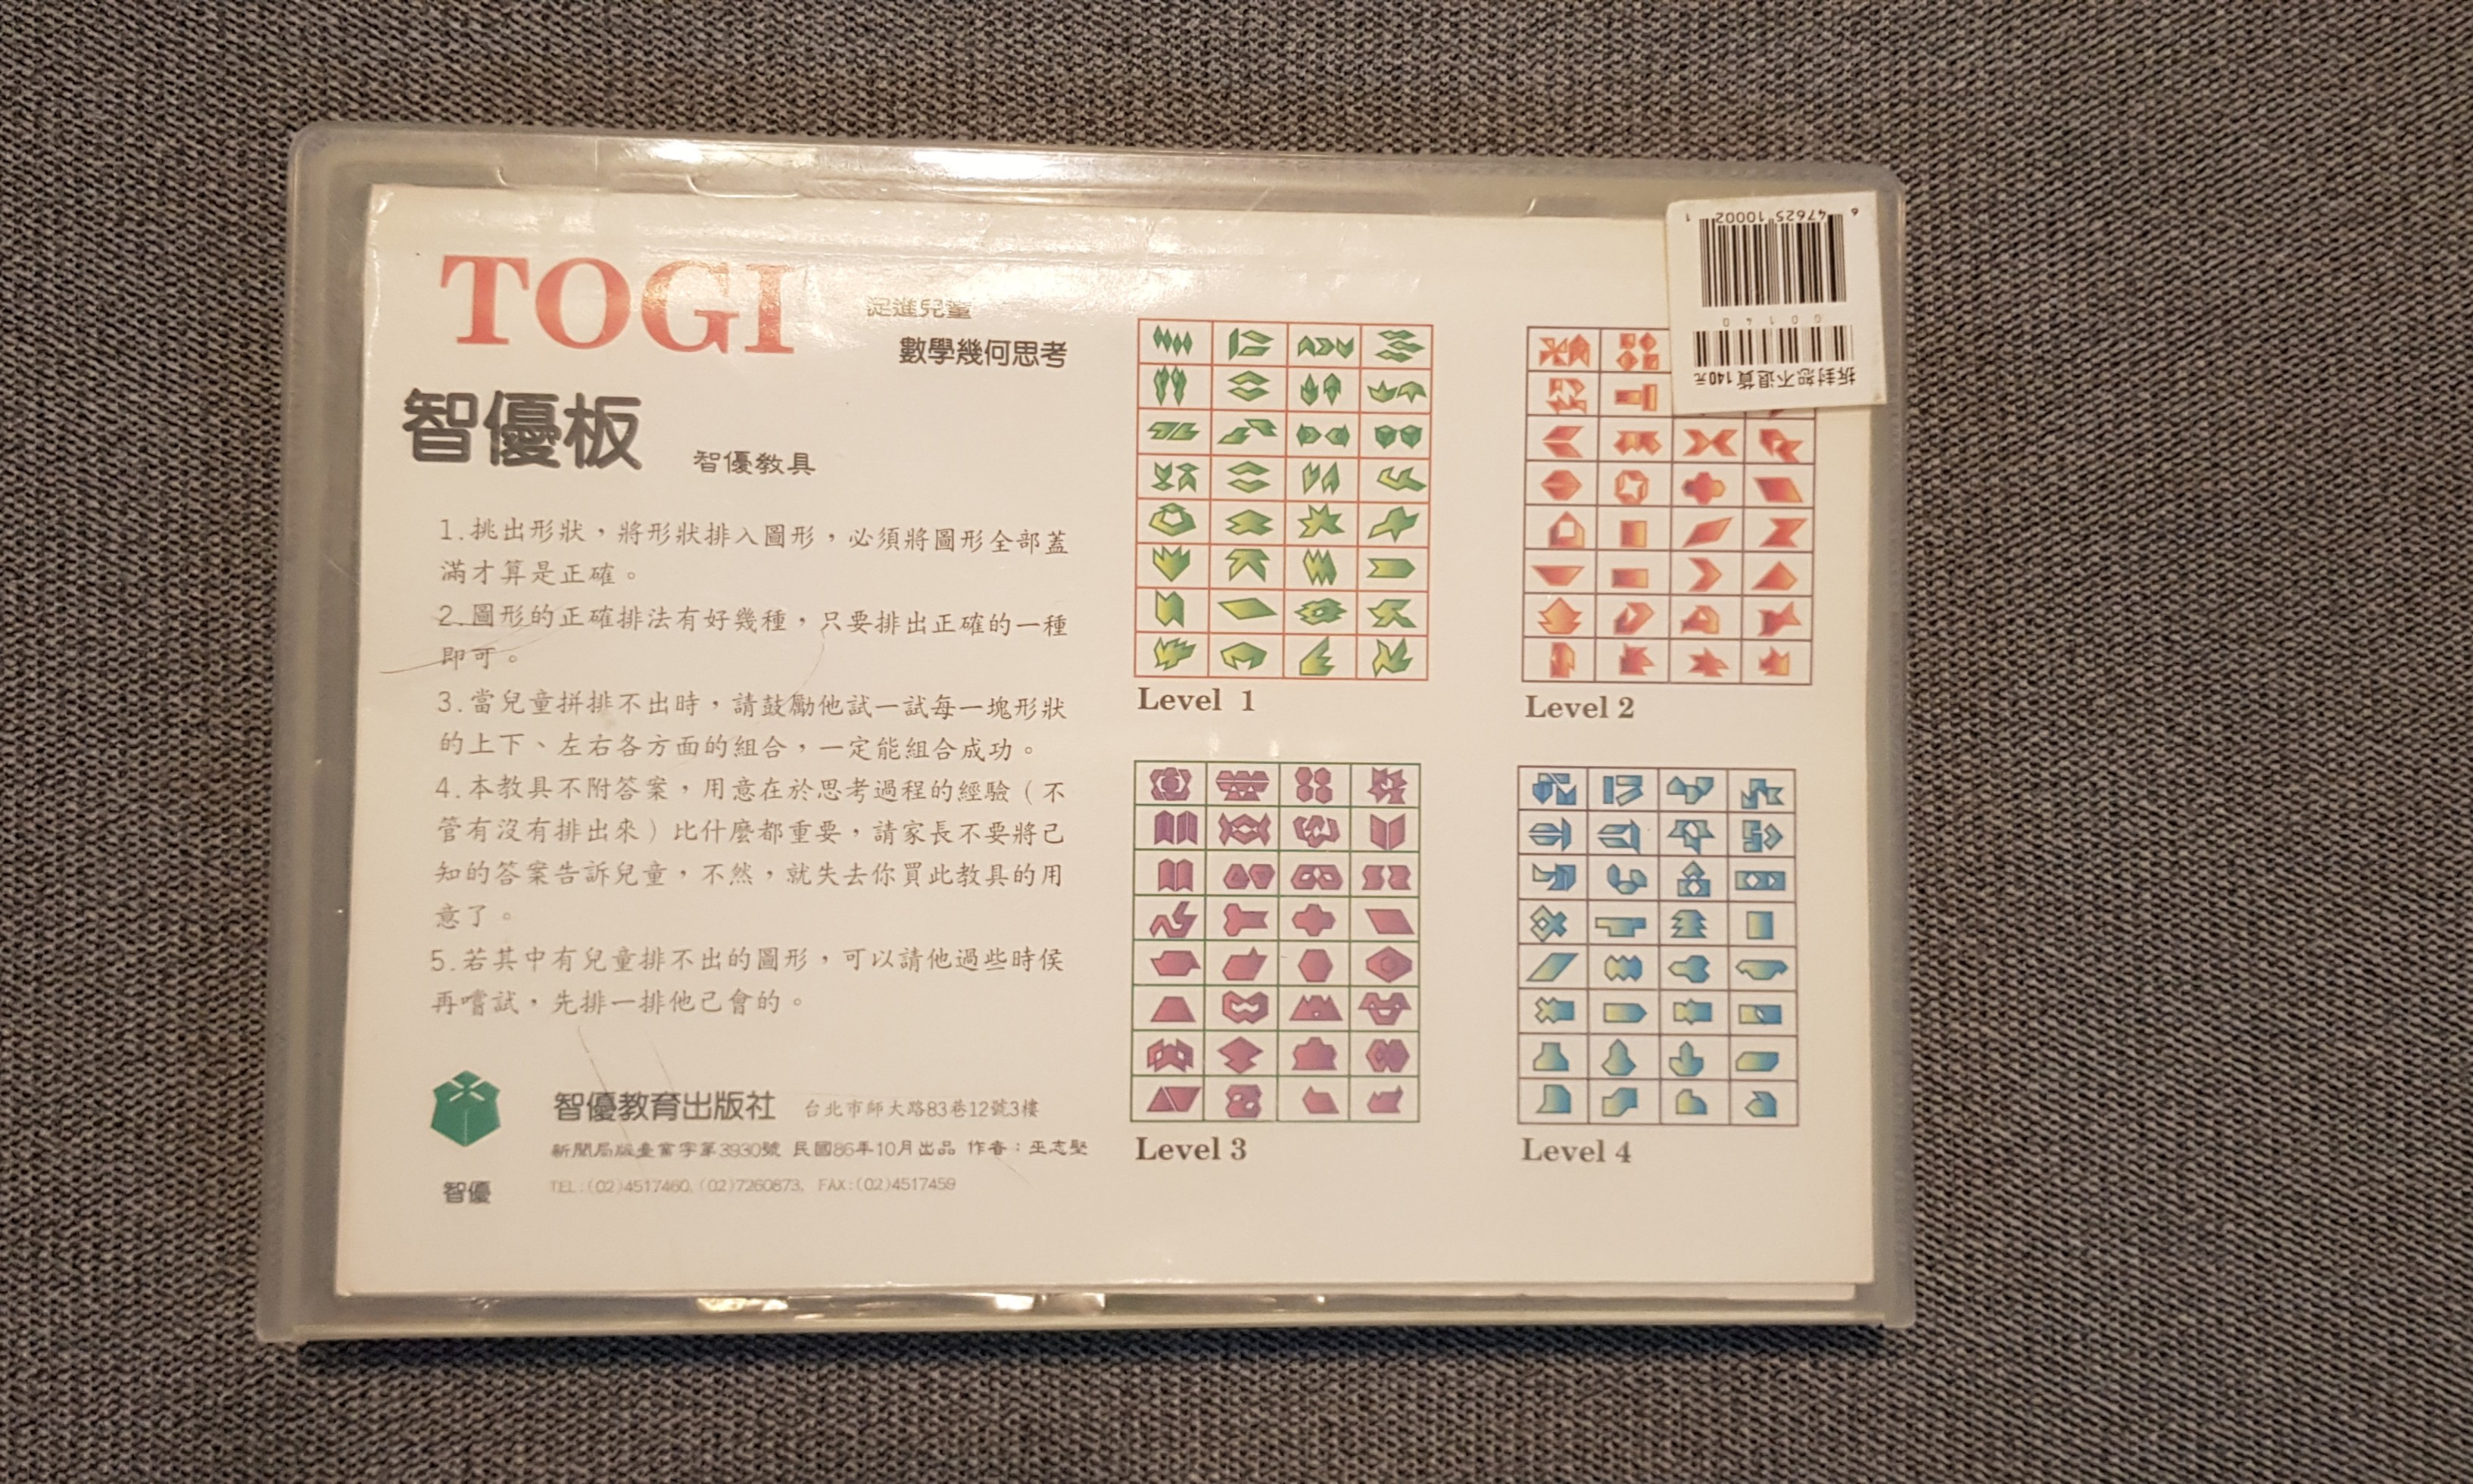 TOGI
促進兒童
數學幾何思考
智優板
智優教具
1.挑出形狀，將形狀排入圖形，必須將圖形全部蓋
滿才算是正確。
2.圖形的正確排法有好幾種，只要排出正確的一種
即可。
3.當兒童拼排不出時，請鼓勵他試一試每一塊形狀
的上下、左右各方面的組合，一定能組合成功。
4.本教具不附答案，用意在於思考過程的經驗（不
管有沒有排出來）比什麼都重要，請家長不要將己
知的答案告訴兒童，不然，就失去你買此教具的用
意了。
5.若其中有兒童排不出的圖形，可以請他過些時侯
再嚐試，先排一排他己會的。
智優
智優教育出版社 台北市師大路83巷12號3樓
新聞局版臺業字第3930號 民國86年10月出品 作者：巫志堅
TEL:(02)4517460, (02)7260873, FAX:(02)4517459
Level 1
Level 2
Level 3
Level 4
拆封恕不退貨 140元
00140
6 47625 10002 1